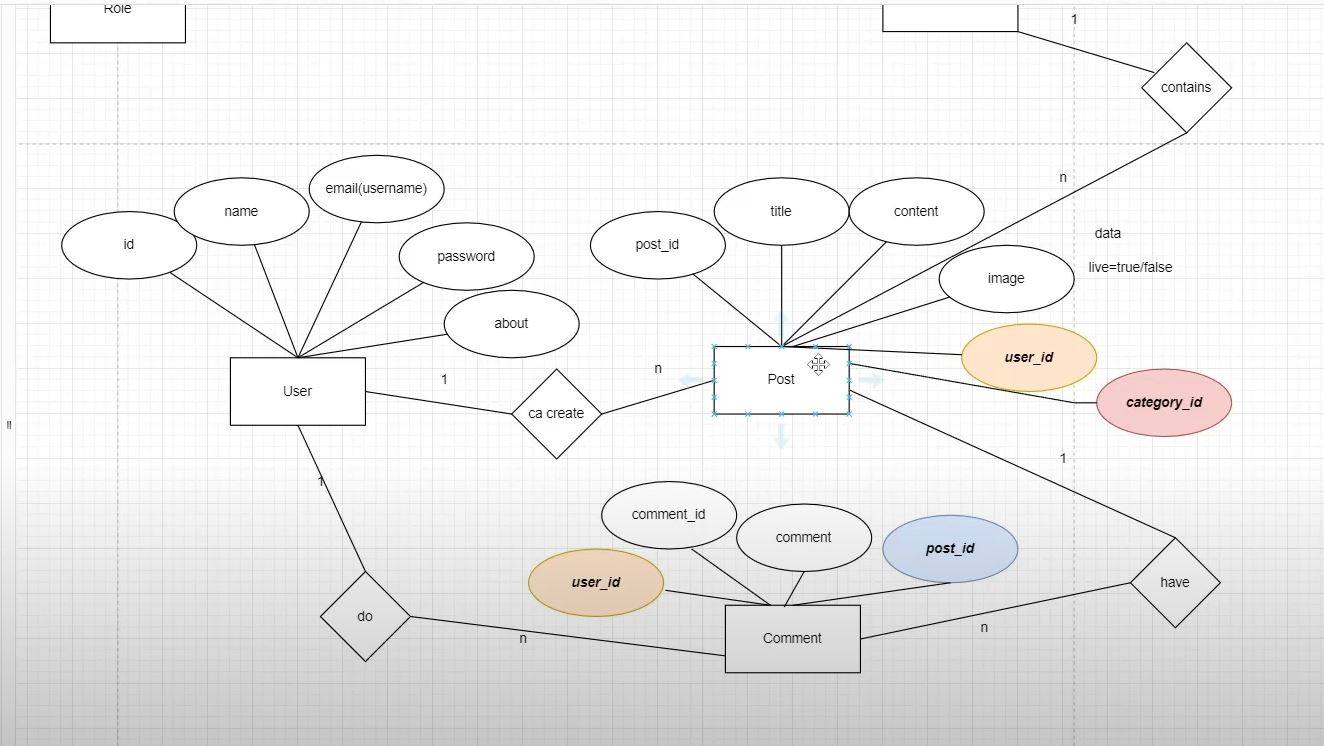 Role
1
contains
n
email(username)
name
id
password
about
title
content
post_id
image
data
live=true/false
user_id
category_id
User
1
ca create
n
Post
1
1
comment_id
comment
post_id
user_id
have
do
n
Comment
n